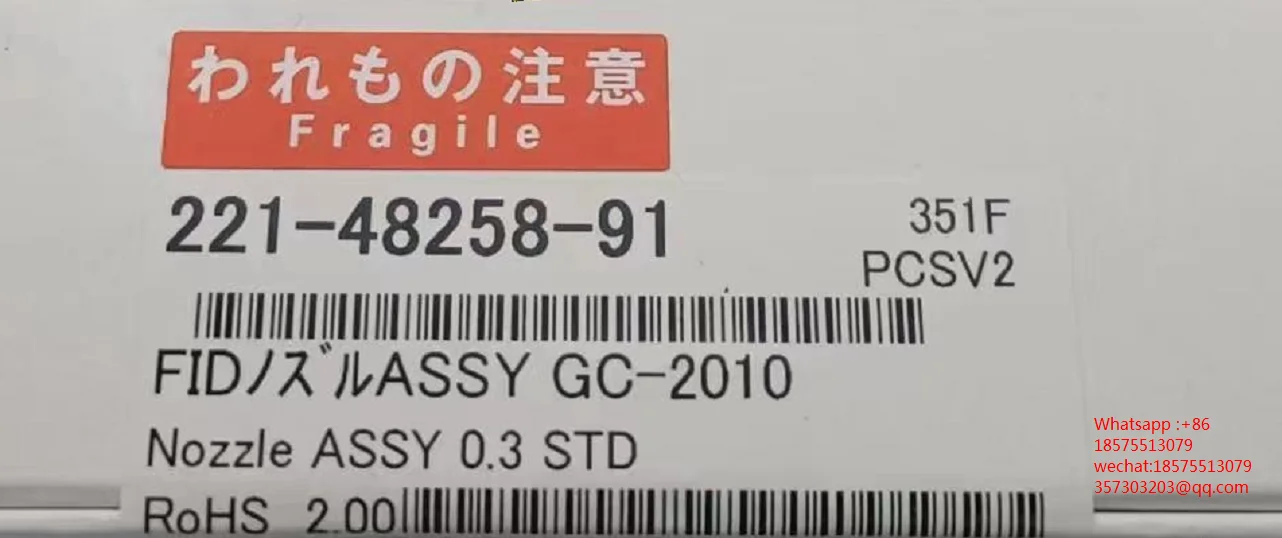 われもの注意
Fragile
221-48258-91
351F
PCSV2
FIDノズルASSY GC-2010
Nozzle ASSY 0.3 STD
RoHS 2.00
Whatsapp :+86
18575513079
wechat:18575513079
357303203@qq.com